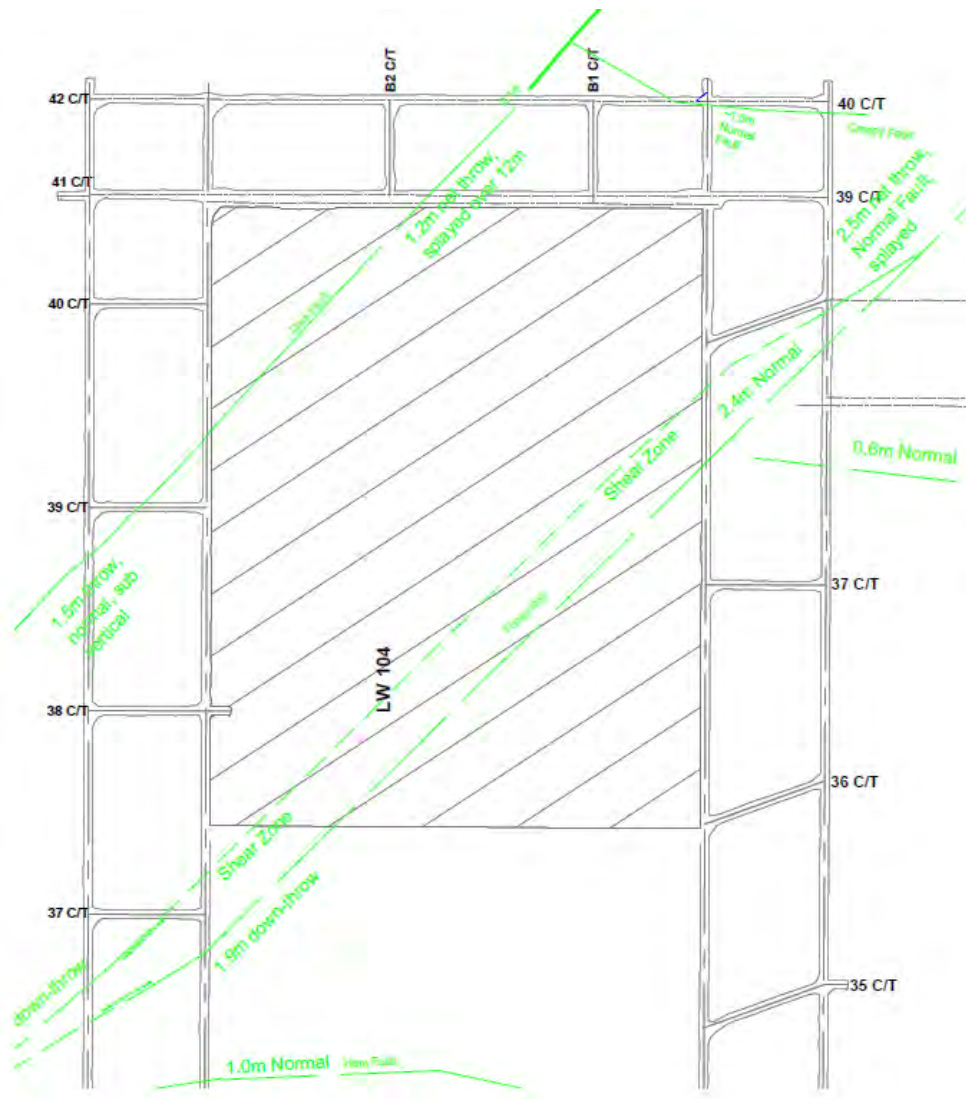 B2 C/T
B1 C/T
42 C/T
40 C/T
~1.0m
Normal
Fault
41 C/T
39 C/T
1.2m net throw,
splayed over 12m
2.5m net throw,
Normal Fault,
splayed
40 C/T
2.4m Normal
0.6m Normal
Shear Zone
39 C/T
1.5m throw,
normal, sub
vertical
37 C/T
LW 104
38 C/T
36 C/T
Shear Zone
37 C/T
1.9m down-throw
down-throw
35 C/T
1.0m Normal